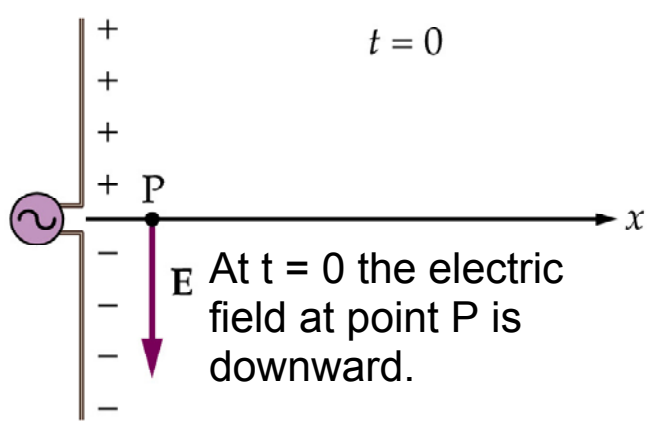 +
t = 0
+
+
+ P
x
−
E At t = 0 the electric
field at point P is
−
downward.
−
−